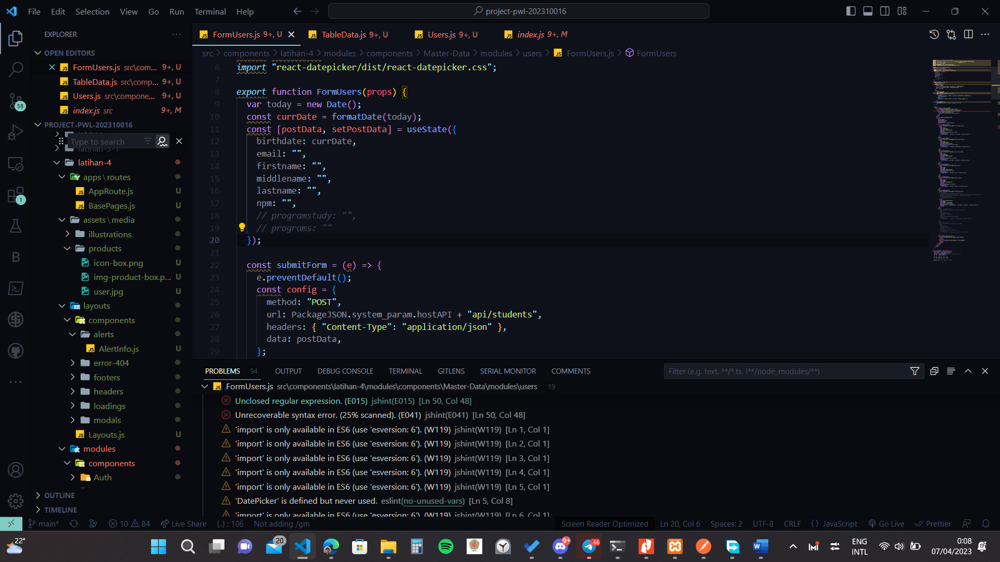 File Edit Selection View Go Run Terminal Help
project-pwl-202310016
EXPLORER
OPEN EDITORS
FormUsers.js src\com... 9+, U
TableData.js src\comp... 9+, U
Users.js src\compone... 9+, U
index.js src 9+, M
PROJECT-PWL-202310016
Type to search
latihan-3-1
latihan-4
apps\routes
AppRoute.js U
BasePages.js U
assets\media
illustrations
products
icon-box.png U
img-product-box.p... U
user.jpg U
layouts
components
alerts
AlertInfo.js U
error-404
footers
headers
loadings
modals
Layouts.js U
modules
components
Auth
OUTLINE
TIMELINE
58
1
FormUsers.js 9+, U
TableData.js 9+, U
Users.js 9+, U
index.js 9+, M
src > components > latihan-4 > modules > components > Master-Data > modules > users > FormUsers.js > FormUsers
6 import "react-datepicker/dist/react-datepicker.css";
7
8 export function FormUsers(props) {
9 var today = new Date();
10 const currDate = formatDate(today);
11 const [postData, setPostData] = useState({
12 birthdate: currDate,
13 email: "",
14 firstname: "",
15 middlename: "",
16 lastname: "",
17 npm: "",
18 // programstudy: "",
19 // programs: ""
20 });
21
22 const submitForm = (e) => {
23 e.preventDefault();
24 const config = {
25 method: "POST",
26 url: PackageJSON.system_param.hostAPI + "api/students",
27 headers: { "Content-Type": "application/json" },
28 data: postData,
29 };
PROBLEMS 94 OUTPUT DEBUG CONSOLE TERMINAL GITLENS SERIAL MONITOR COMMENTS
Filter (e.g. text, **/*.ts, !**/node_modules/**)
FormUsers.js src\components\latihan-4\modules\components\Master-Data\modules\users 19
Unclosed regular expression. (E015) jshint(E015) [Ln 50, Col 48]
Unrecoverable syntax error. (25% scanned). (E041) jshint(E041) [Ln 50, Col 48]
'import' is only available in ES6 (use 'esversion: 6'). (W119) jshint(W119) [Ln 1, Col 1]
'import' is only available in ES6 (use 'esversion: 6'). (W119) jshint(W119) [Ln 2, Col 1]
'import' is only available in ES6 (use 'esversion: 6'). (W119) jshint(W119) [Ln 3, Col 1]
'import' is only available in ES6 (use 'esversion: 6'). (W119) jshint(W119) [Ln 4, Col 1]
'import' is only available in ES6 (use 'esversion: 6'). (W119) jshint(W119) [Ln 5, Col 1]
'DatePicker' is defined but never used. eslint(no-unused-vars) [Ln 5, Col 8]
'import' is only available in ES6 (use 'esversion: 6'). (W119) jshint(W119) [Ln 6, Col 1]
main* 10 84 Live Share {..} : 106 Not adding /gm
Screen Reader Optimized Ln 20, Col 6 Spaces: 2 UTF-8 CRLF {} JavaScript Go Live Prettier
22°
20
9+
.66
ENG
INTL
0:08
07/04/2023